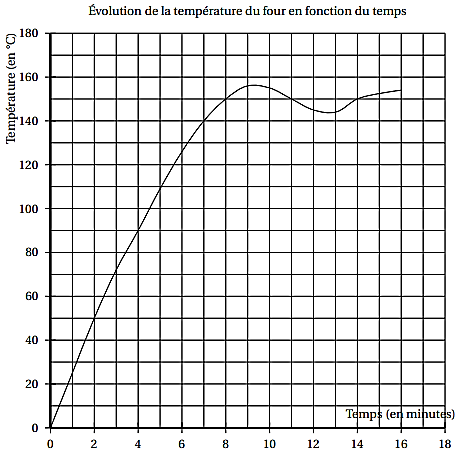 Évolution de la température du four en fonction du temps
Température (en °C)
180
160
140
120
100
80
60
40
20
0
Temps (en minutes)
0 2 4 6 8 10 12 14 16 18